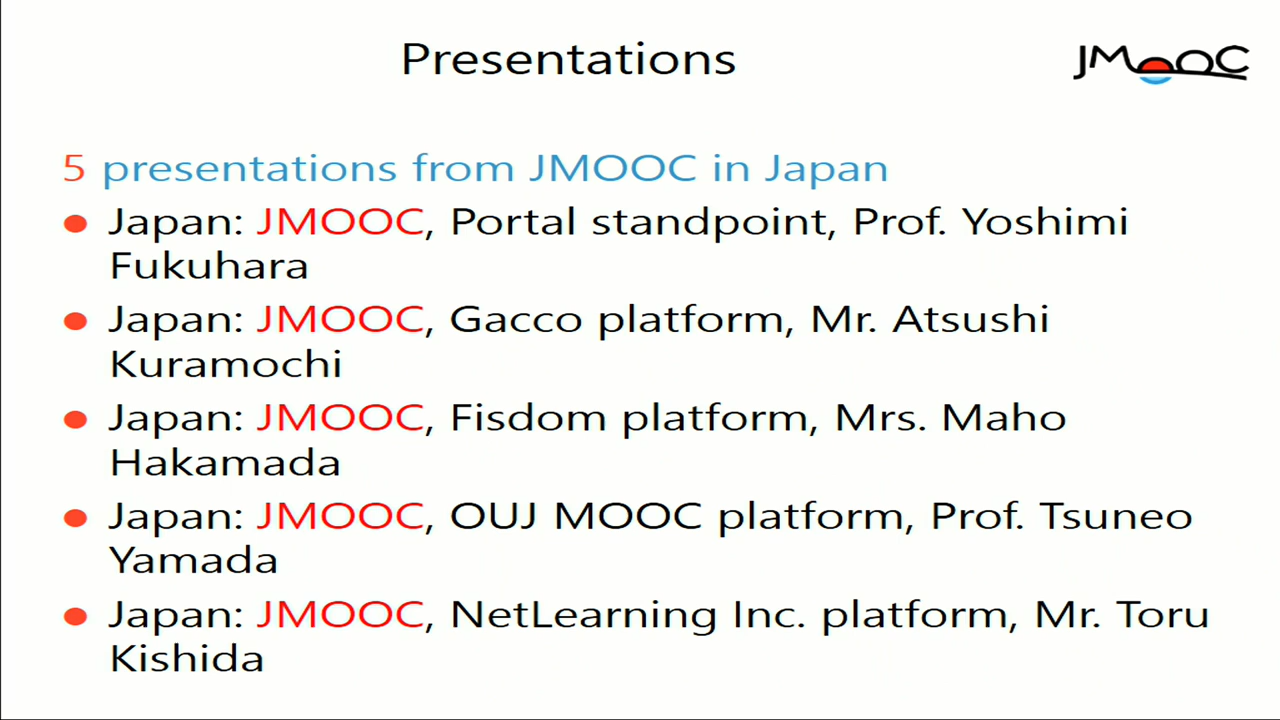 Presentations
JMOOC
5 presentations from JMOOC in Japan
● Japan: JMOOC, Portal standpoint, Prof. Yoshimi
Fukuhara
● Japan: JMOOC, Gacco platform, Mr. Atsushi
Kuramochi
● Japan: JMOOC, Fisdom platform, Mrs. Maho
Hakamada
● Japan: JMOOC, OUJ MOOC platform, Prof. Tsuneo
Yamada
● Japan: JMOOC, NetLearning Inc. platform, Mr. Toru
Kishida